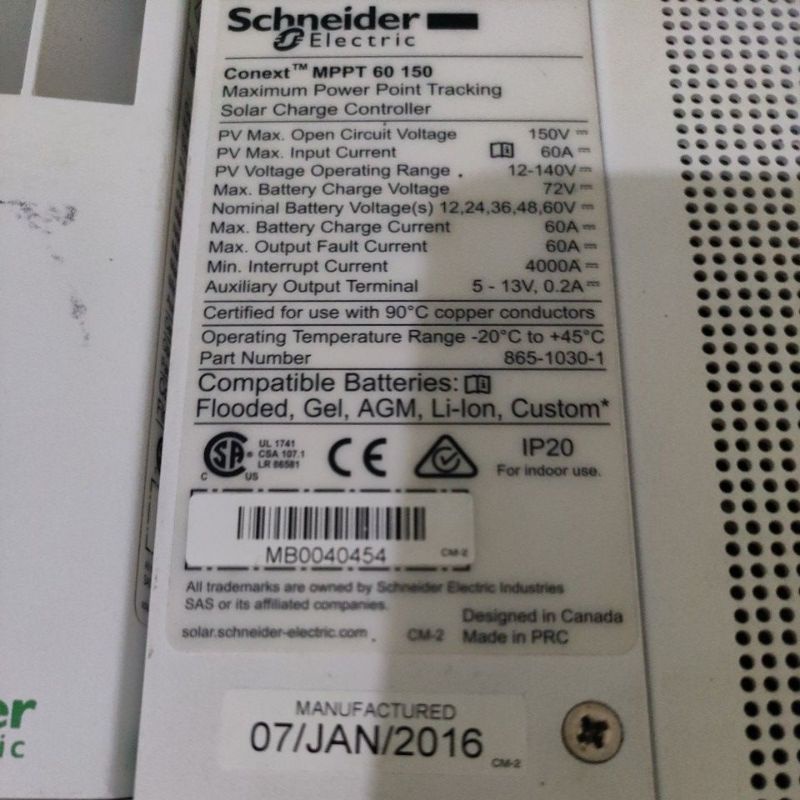 Schneider
Electric
Conext™ MPPT 60 150
Maximum Power Point Tracking
Solar Charge Controller
PV Max. Open Circuit Voltage 150V ⎓
PV Max. Input Current 60A ⎓
PV Voltage Operating Range 12-140V ⎓
Max. Battery Charge Voltage 72V ⎓
Nominal Battery Voltage(s) 12,24,36,48,60V ⎓
Max. Battery Charge Current 60A ⎓
Max. Output Fault Current 60A ⎓
Min. Interrupt Current 4000A ⎓
Auxiliary Output Terminal 5 - 13V, 0.2A ⎓
Certified for use with 90°C copper conductors
Operating Temperature Range -20°C to +45°C
Part Number 865-1030-1
Compatible Batteries:
Flooded, Gel, AGM, Li-Ion, Custom*
SA
C US
UL 1741
CSA 107.1
LR 86581
CE
IP20
For indoor use.
MB0040454 CM-2
All trademarks are owned by Schneider Electric Industries
SAS or its affiliated companies.
Designed in Canada
solar.schneider-electric.com CM-2 Made in PRC
MANUFACTURED
07/JAN/2016
CM-2
er
ic